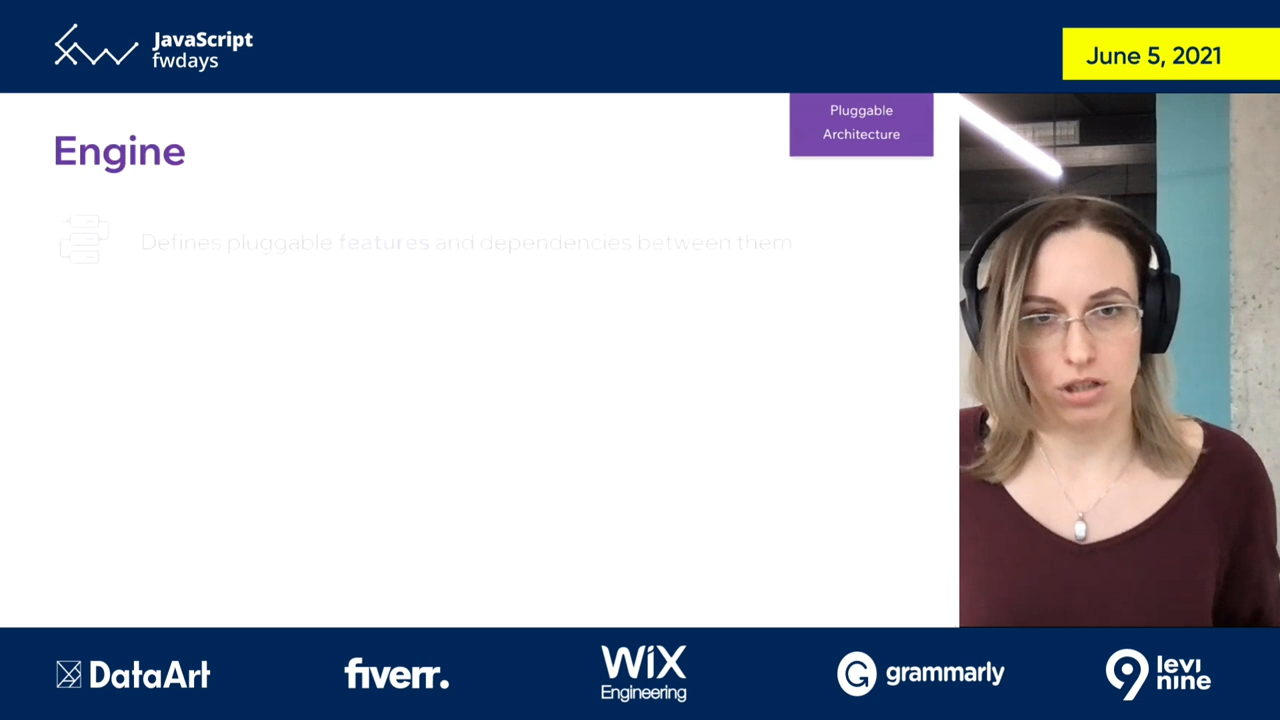 JavaScript
fwdays
June 5, 2021
Pluggable
Architecture
Engine
Defines pluggable features and dependencies between them
DataArt
fiverr.
WiX
Engineering
grammarly
9 levi
nine